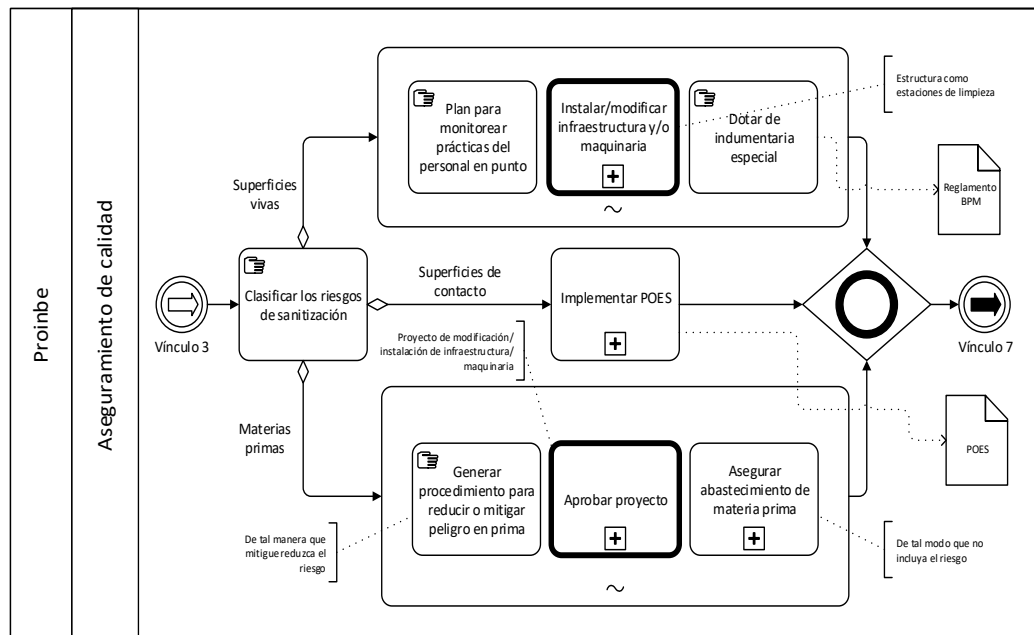 Proinbe
Aseguramiento de calidad
Plan para
monitorear
prácticas del
personal en punto
Instalar/modificar
infraestructura y/o
maquinaria
Dotar de
indumentaria
especial
Estructura como
estaciones de limpieza
Superficies
vivas
Reglamento
BPM
Clasificar los riesgos
de sanitización
Superficies de
contacto
Implementar POES
Vínculo 3
Vínculo 7
Proyecto de modificación/
instalación de infraestructura/
maquinaria
Materias
primas
POES
Generar
procedimiento para
reducir o mitigar
peligro en prima
Aprobar proyecto
Asegurar
abastecimiento de
materia prima
De tal manera que
mitigue reduzca el
riesgo
De tal modo que no
incluya el riesgo